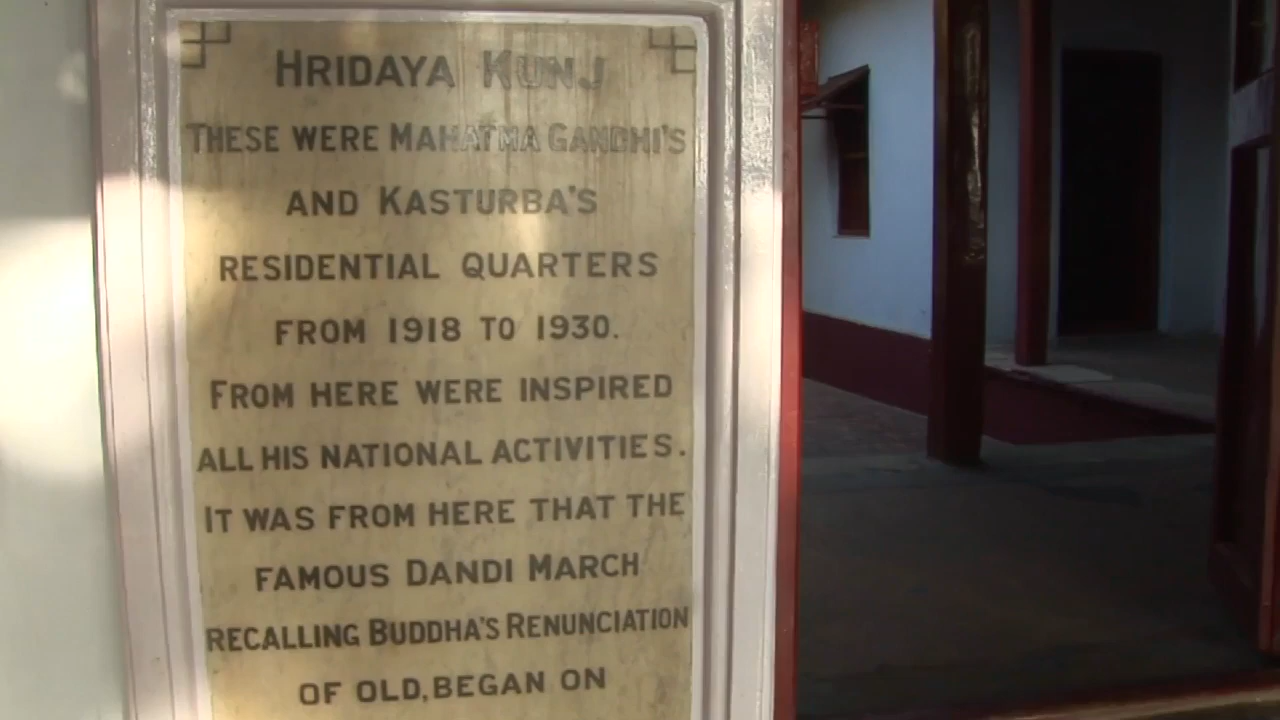 HRIDAYA KUNJ
THESE WERE MAHATMA GANDHI'S
AND KASTURBA'S
RESIDENTIAL QUARTERS
FROM 1918 TO 1930.
FROM HERE WERE INSPIRED
ALL HIS NATIONAL ACTIVITIES.
IT WAS FROM HERE THAT THE
FAMOUS DANDI MARCH
RECALLING BUDDHA'S RENUNCIATION
OF OLD, BEGAN ON